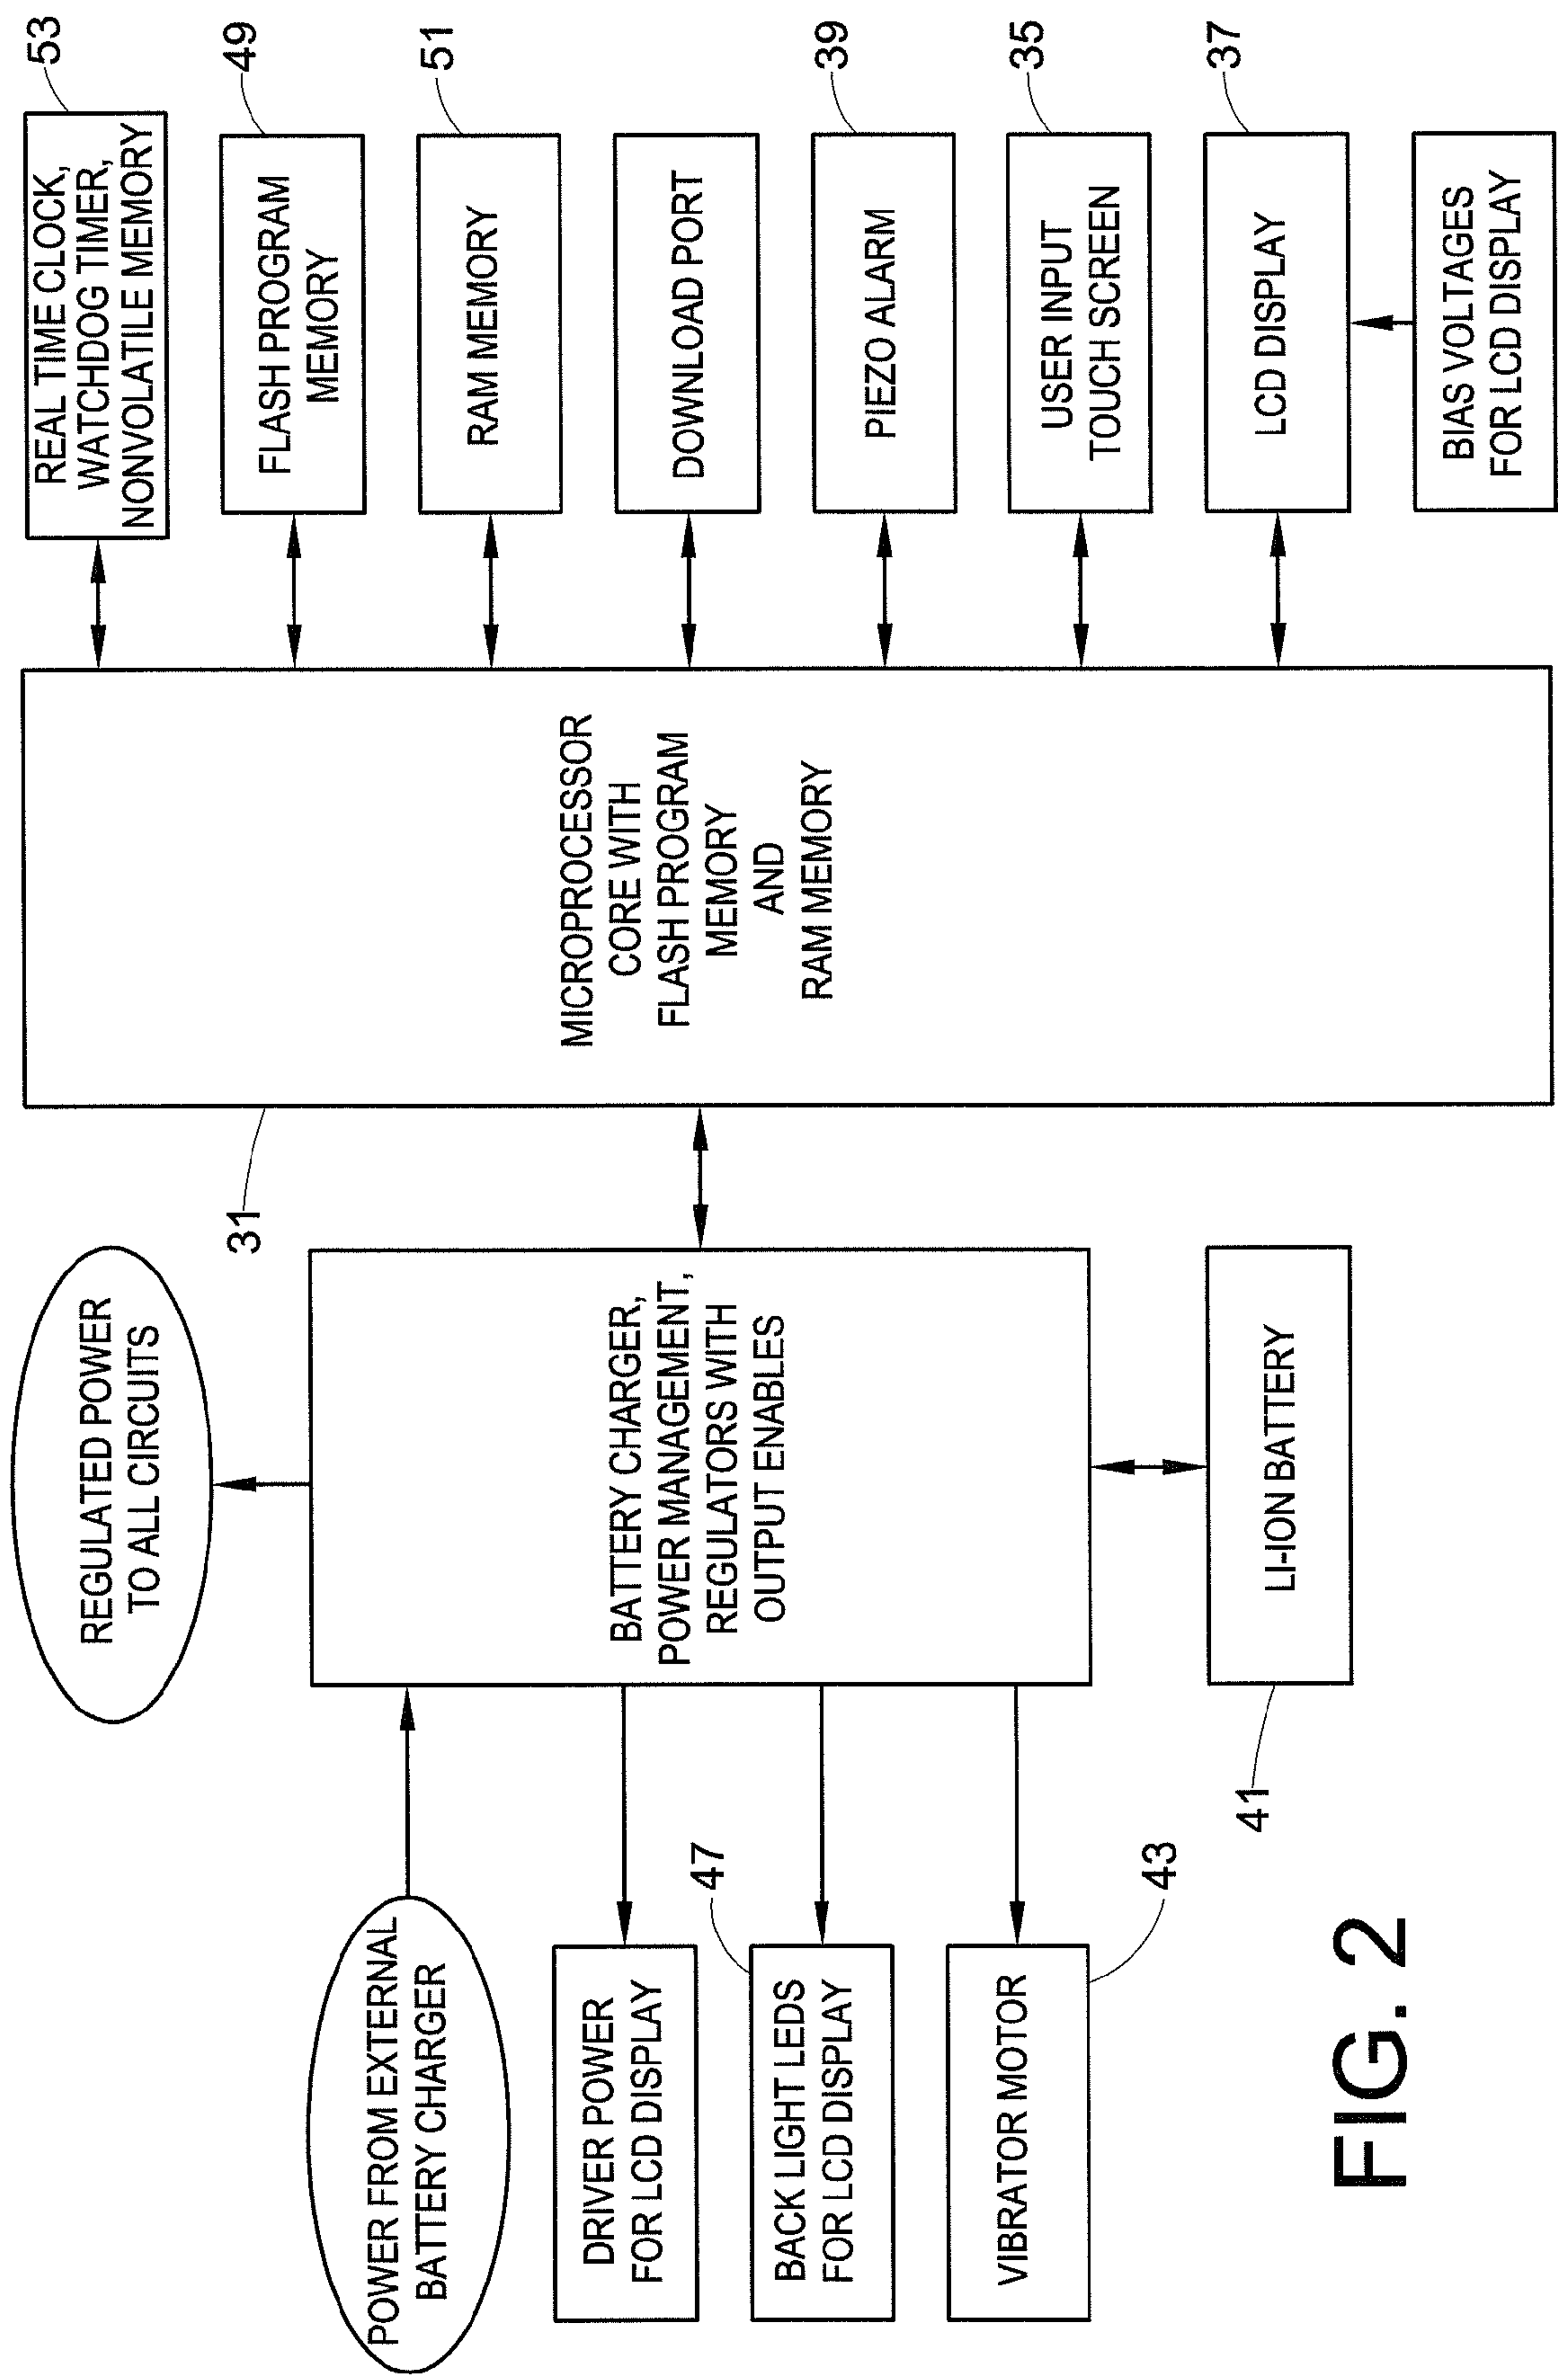 POWER FROM EXTERNAL
BATTERY CHARGER
DRIVER POWER
FOR LCD DISPLAY
47
BACK LIGHT LEDS
FOR LCD DISPLAY
43
VIBRATOR MOTOR
REGULATED POWER
TO ALL CIRCUITS
BATTERY CHARGER,
POWER MANAGEMENT,
REGULATORS WITH
OUTPUT ENABLES
41
LI-ION BATTERY
31
MICROPROCESSOR
CORE WITH
FLASH PROGRAM
MEMORY
AND
RAM MEMORY
53
REAL TIME CLOCK,
WATCHDOG TIMER,
NONVOLATILE MEMORY
49
FLASH PROGRAM
MEMORY
51
RAM MEMORY
DOWNLOAD PORT
39
PIEZO ALARM
35
USER INPUT
TOUCH SCREEN
37
LCD DISPLAY
BIAS VOLTAGES
FOR LCD DISPLAY
FIG. 2